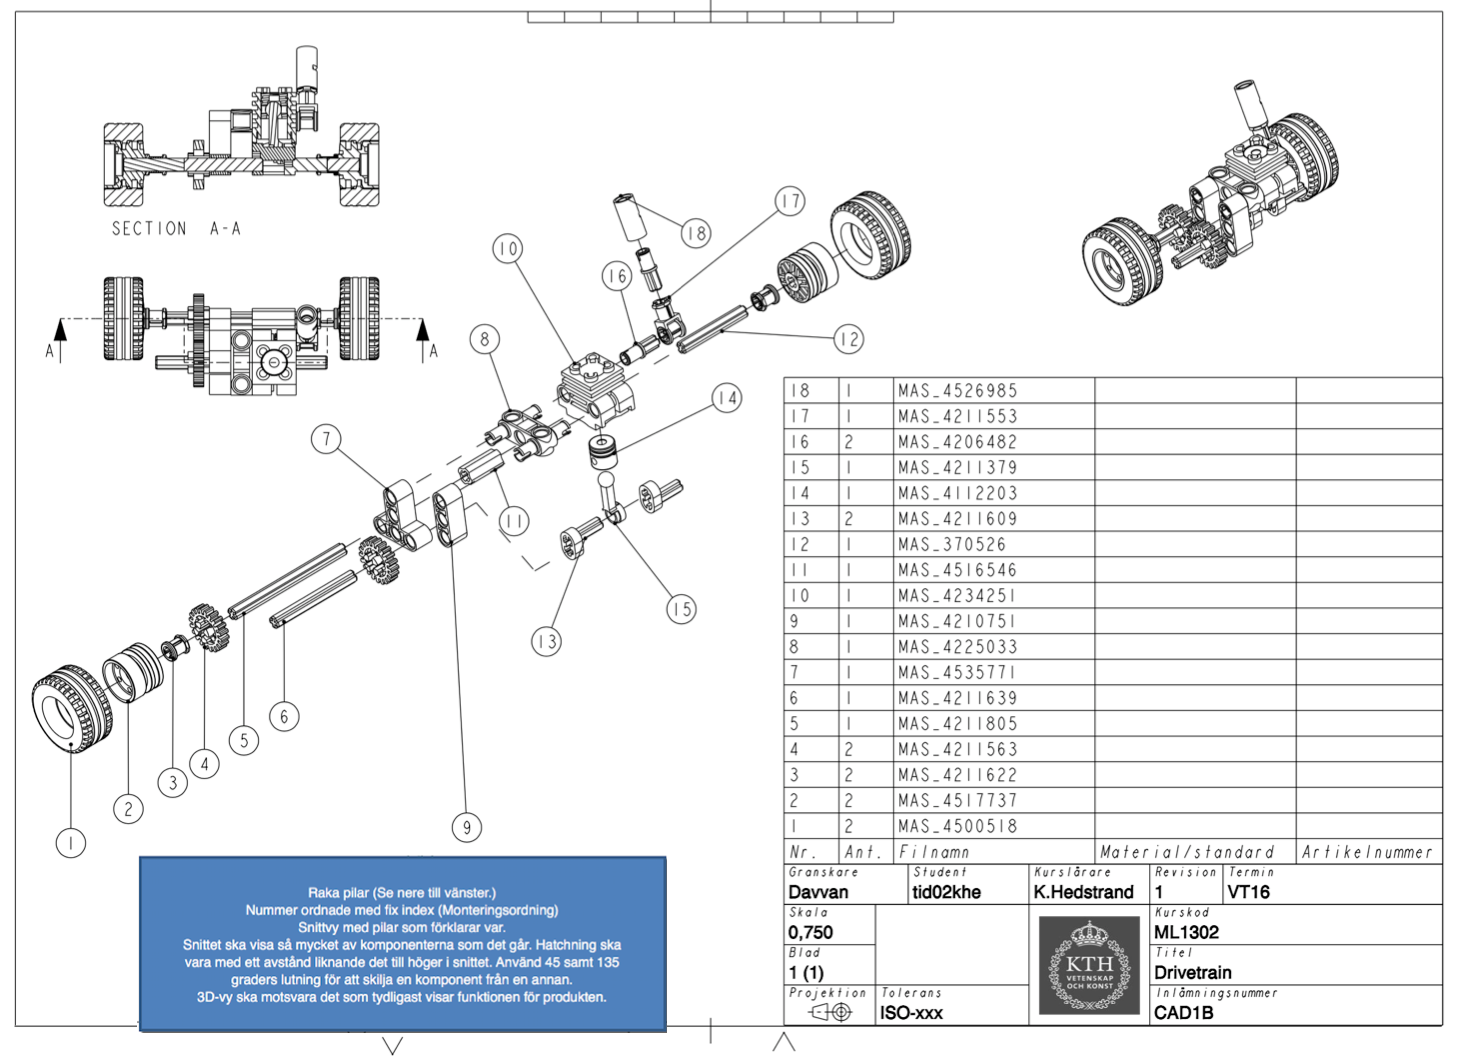 SECTION A-A
A
A
18
17
10
16
12
8
14
7
11
15
13
6
5
4
3
2
1
9
18 1 MAS_4526985
17 1 MAS_4211553
16 2 MAS_4206482
15 1 MAS_4211379
14 1 MAS_4112203
13 2 MAS_4211609
12 1 MAS_370526
11 1 MAS_4516546
10 1 MAS_4234251
9 1 MAS_4210751
8 1 MAS_4225033
7 1 MAS_4535771
6 1 MAS_4211639
5 1 MAS_4211805
4 2 MAS_4211563
3 2 MAS_4211622
2 2 MAS_4517737
1 2 MAS_4500518
Nr. Ant. Filnamn Material/standard Artikelnummer
Granskare Student Kurslärare Revision Termin
Davvan tid02khe K.Hedstrand 1 VT16
Skala Kurskod
0,750 ML1302
Blad Titel
1 (1) Drivetrain
Projektion Tolerans Inlämningsnummer
ISO-xxx CAD1B
KTH
VETENSKAP
OCH KONST
Raka pilar (Se nere till vänster.)
Nummer ordnade med fix index (Monteringsordning)
Snittvy med pilar som förklarar var.
Snittet ska visa så mycket av komponenterna som det går. Hatchning ska
vara med ett avstånd liknande det till höger i snittet. Använd 45 samt 135
graders lutning för att skilja en komponent från en annan.
3D-vy ska motsvara det som tydligast visar funktionen för produkten.